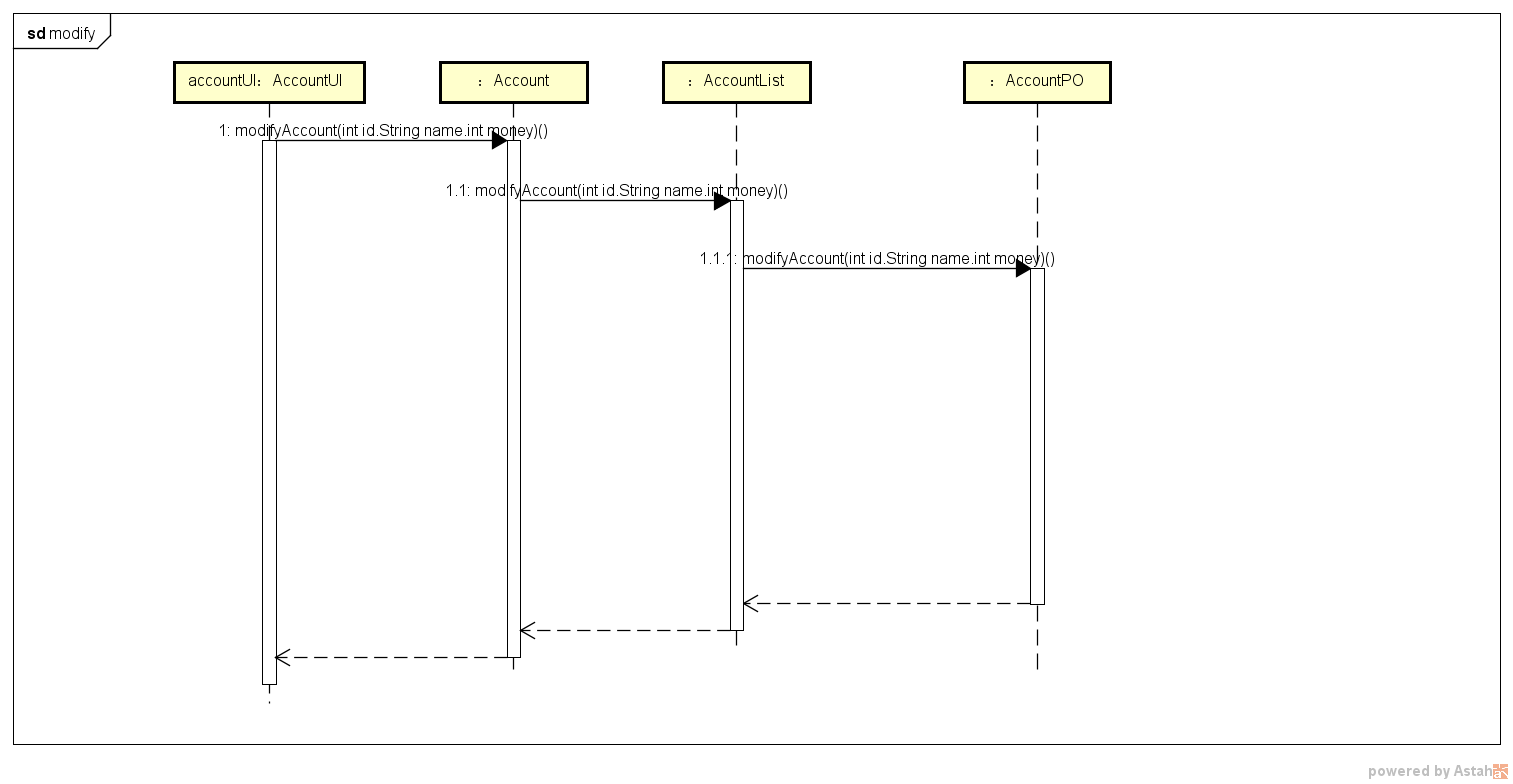 sd modify
accountUI：AccountUI
：Account
：AccountList
：AccountPO
1: modifyAccount(int id.String name.int money)()
1.1: modifyAccount(int id.String name.int money)()
1.1.1: modifyAccount(int id.String name.int money)()
powered by Astah